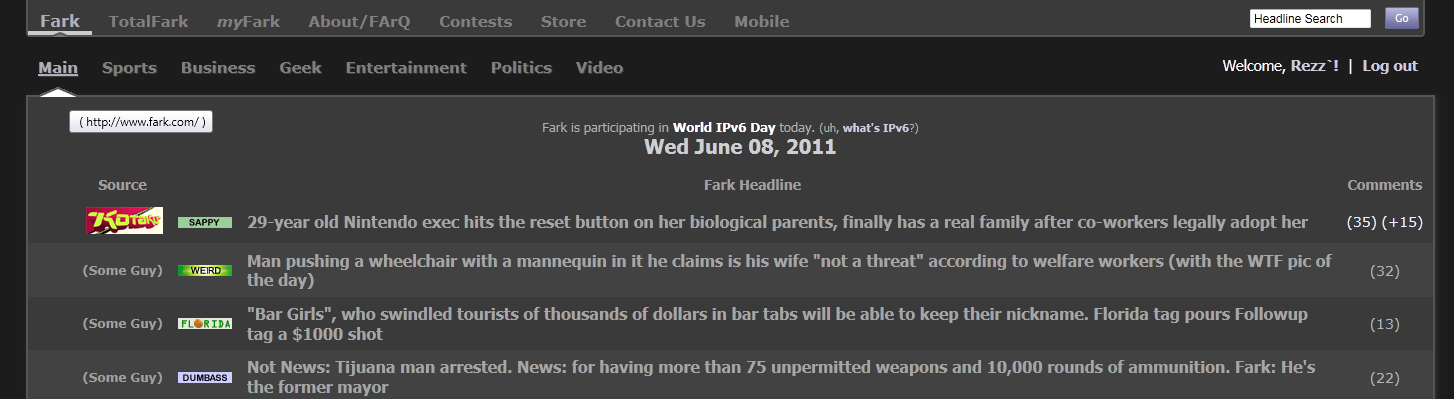 Fark TotalFark myFark About/FArQ Contests Store Contact Us Mobile Headline Search Go
Main Sports Business Geek Entertainment Politics Video Welcome, Rezz`! | Log out
( http://www.fark.com/ )
Fark is participating in World IPv6 Day today. (uh, what's IPv6?)
Wed June 08, 2011
Source Fark Headline Comments
KOTAKU SAPPY 29-year old Nintendo exec hits the reset button on her biological parents, finally has a real family after co-workers legally adopt her (35) (+15)
(Some Guy) WEIRD Man pushing a wheelchair with a mannequin in it he claims is his wife "not a threat" according to welfare workers (with the WTF pic of
the day) (32)
(Some Guy) FLORIDA "Bar Girls", who swindled tourists of thousands of dollars in bar tabs will be able to keep their nickname. Florida tag pours Followup
tag a $1000 shot (13)
(Some Guy) DUMBASS Not News: Tijuana man arrested. News: for having more than 75 unpermitted weapons and 10,000 rounds of ammunition. Fark: He's
the former mayor (22)